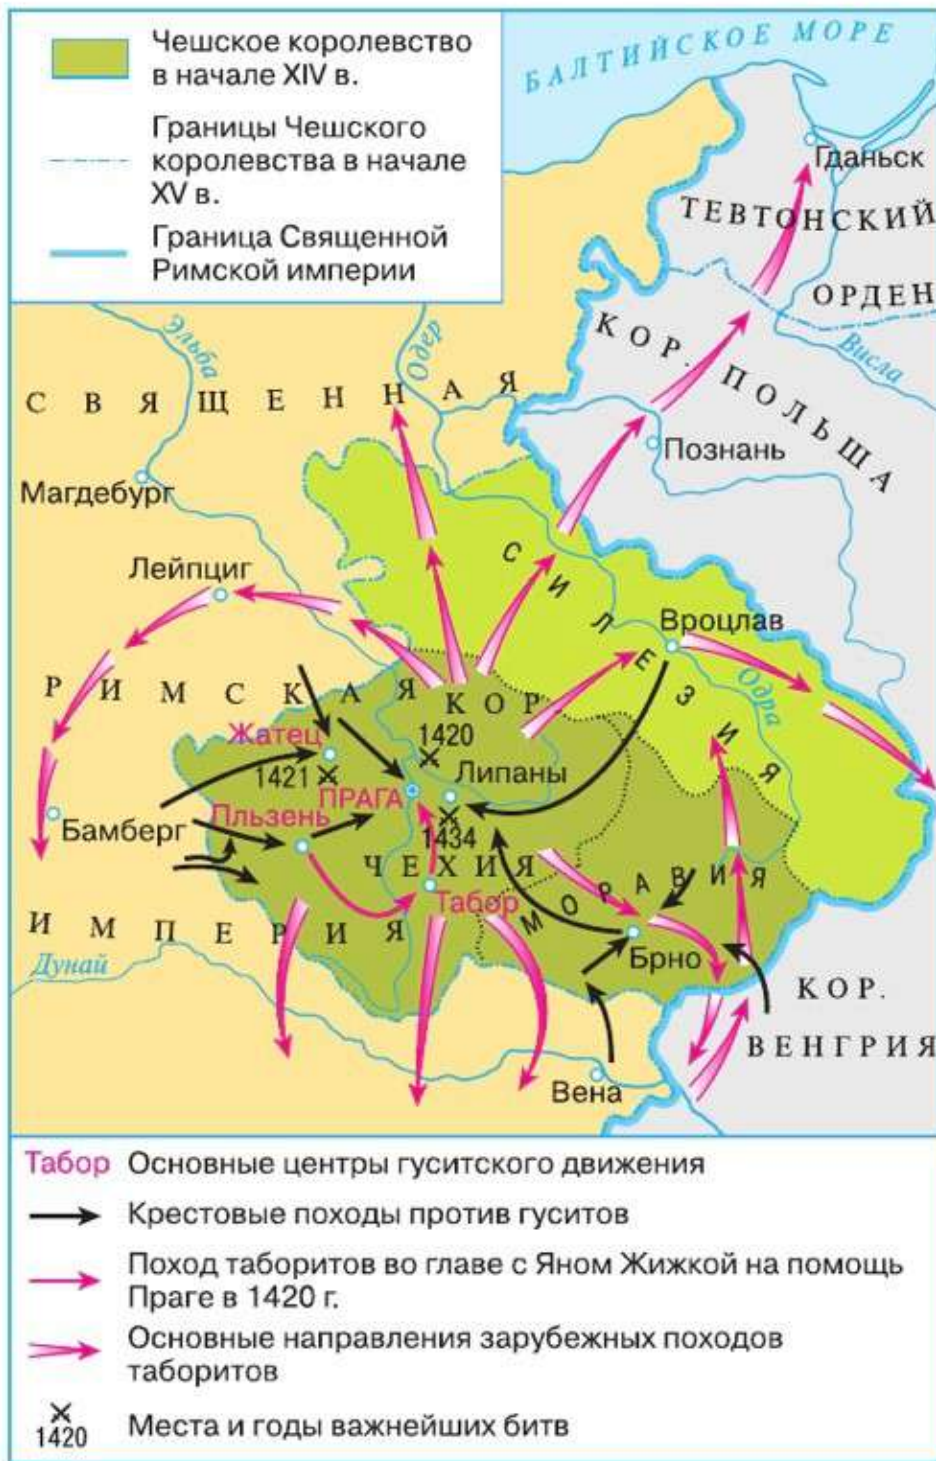 Чешское королевство
в начале XIV в.
Границы Чешского
королевства в начале
XV в.
Граница Священной
Римской империи
БАЛТИЙСКОЕ МОРЕ
Гданьск
ТЕВТОНСКИЙ
ОРДЕН
Эльба
Одер
КОР. ПОЛЬША
Висла
СВЯЩЕННАЯ
Познань
Магдебург
Лейпциг
СИЛЕЗИЯ
Вроцлав
Одра
РИМСКАЯ
КОР.
Жатец
1420
1421
Липаны
ПРАГА
Пльзень
Бамберг
1434
ЧЕХИЯ
Табор
МОРАВИЯ
ИМПЕРИЯ
Брно
Дунай
КОР.
ВЕНГРИЯ
Вена
Табор Основные центры гуситского движения
Крестовые походы против гуситов
Поход таборитов во главе с Яном Жижкой на помощь
Праге в 1420 г.
Основные направления зарубежных походов
таборитов
1420 Места и годы важнейших битв